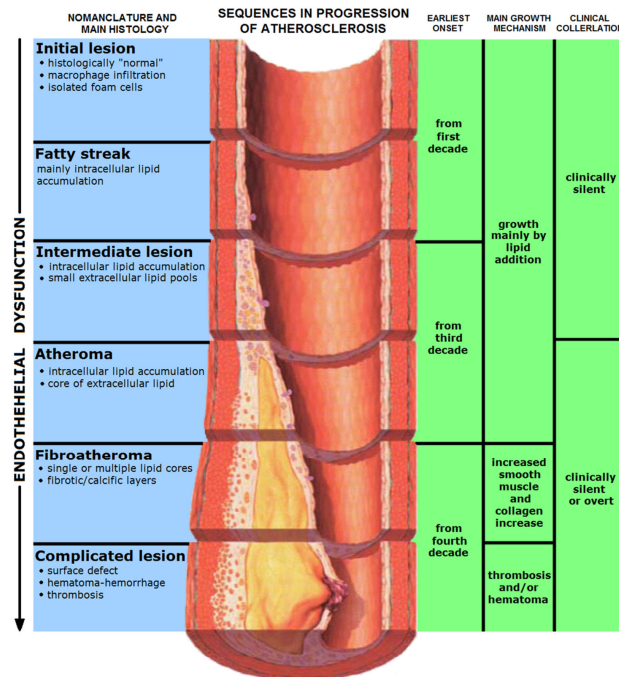 NOMANCLATURE AND
MAIN HISTOLOGY
SEQUENCES IN PROGRESSION
OF ATHEROSCLEROSIS
EARLIEST
ONSET
MAIN GROWTH
MECHANISM
CLINICAL
COLLERLATION
ENDOTHEHELIAL DYSFUNCTION
Initial lesion
• histologically "normal"
• macrophage infiltration
• isolated foam cells
Fatty streak
mainly intracellular lipid
accumulation
Intermediate lesion
• intracellular lipid accumulation
• small extracellular lipid pools
Atheroma
• intracellular lipid accumulation
• core of extracellular lipid
Fibroatheroma
• single or multiple lipid cores
• fibrotic/calcific layers
Complicated lesion
• surface defect
• hematoma-hemorrhage
• thrombosis
from
first
decade
from
third
decade
from
fourth
decade
growth
mainly by
lipid
addition
increased
smooth
muscle
and
collagen
increase
thrombosis
and/or
hematoma
clinically
silent
clinically
silent
or overt